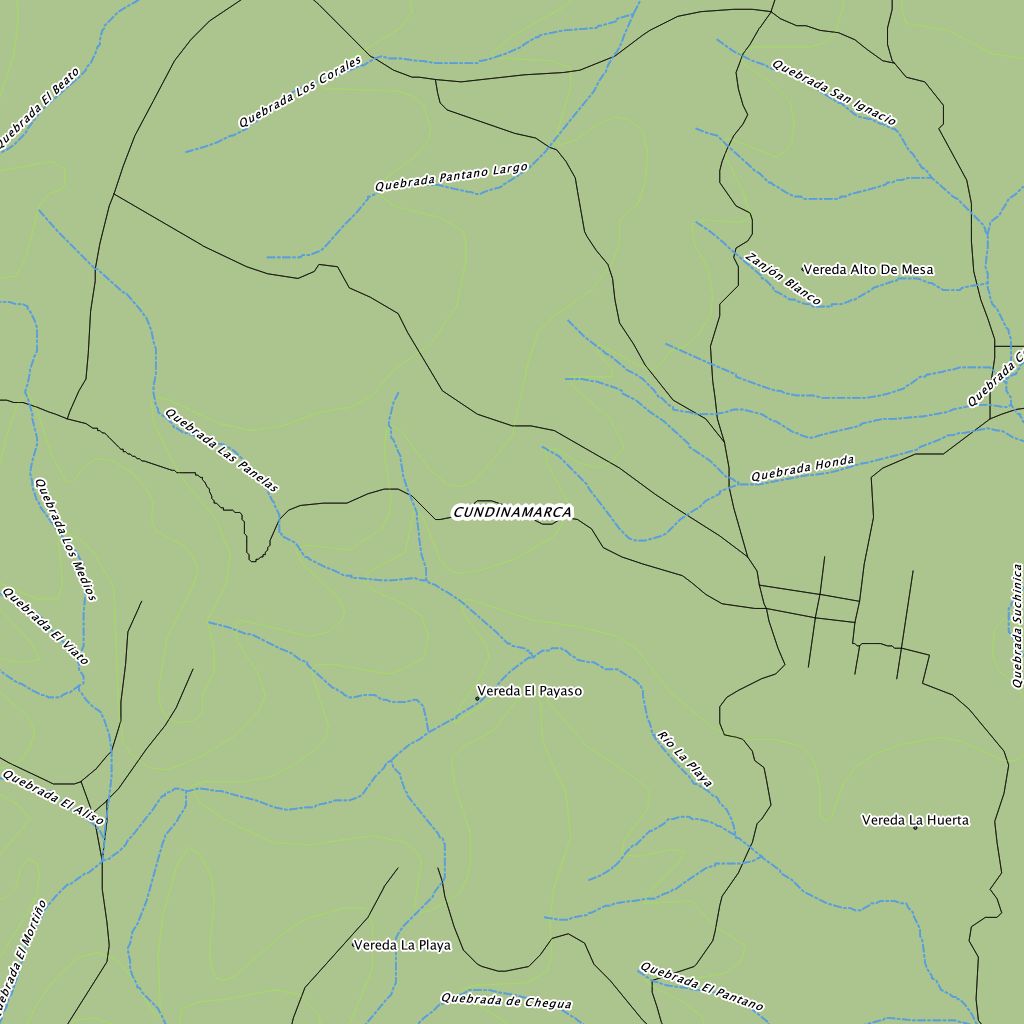 Quebrada El Beato
Quebrada Los Corales
Quebrada San Ignacio
Quebrada Pantano Largo
Zanjón Blanco
Vereda Alto De Mesa
Quebrada C
Quebrada Las Panelas
Quebrada Honda
Quebrada Los Medios
CUNDINAMARCA
Quebrada Suchinica
Quebrada El Viato
Vereda El Payaso
Río La Playa
Quebrada El Aliso
Vereda La Huerta
Quebrada El Mortiño
Vereda La Playa
Quebrada de Chegua
Quebrada El Pantano